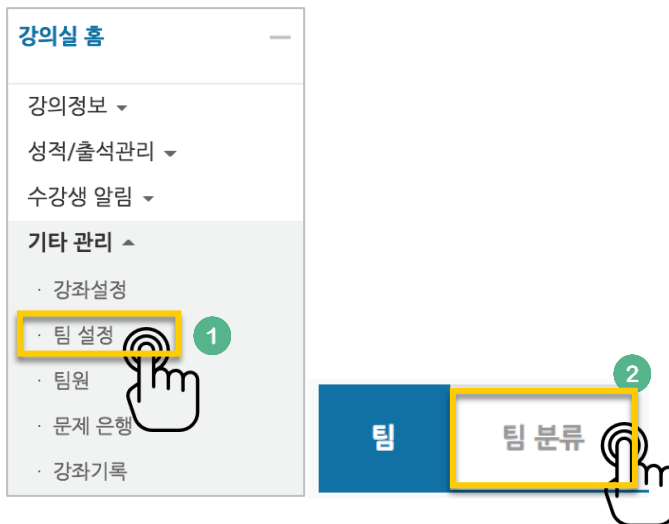 강의실 홈
강의정보
성적/출석관리
수강생 알림
기타 관리
· 강좌설정
· 팀 설정
1
· 팀원
· 문제 은행
· 강좌기록
2
팀
팀 분류